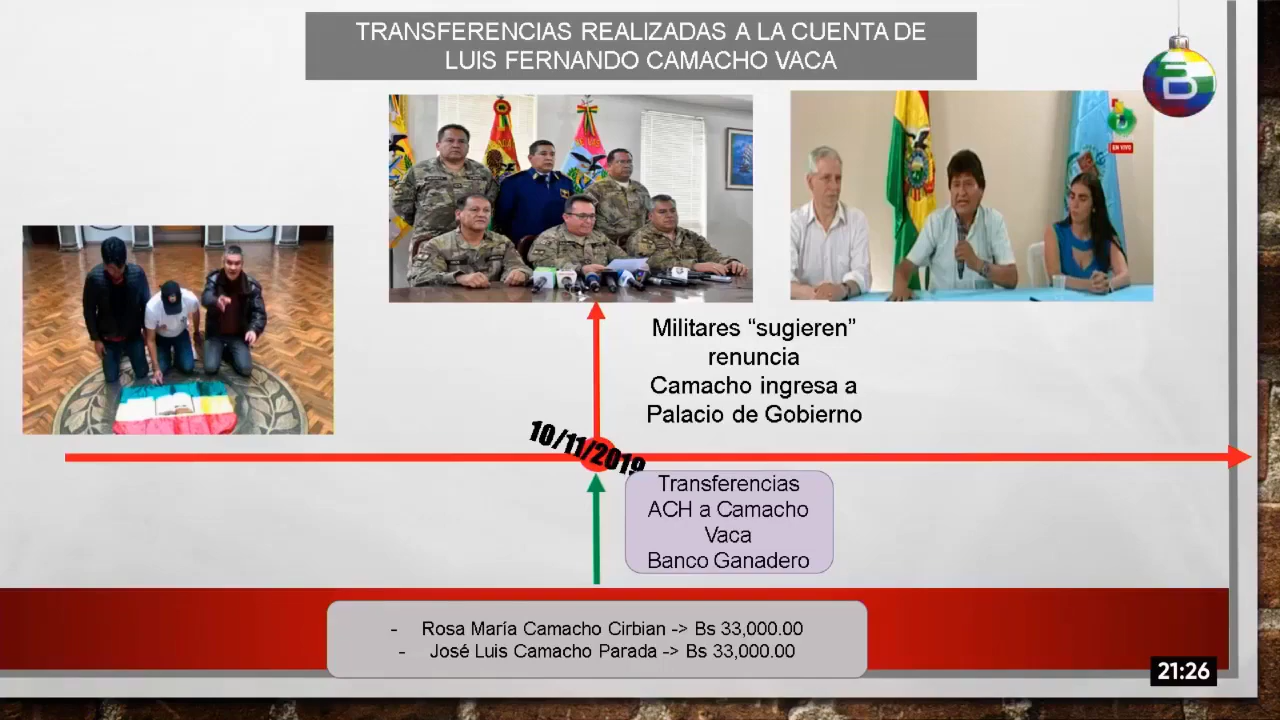 TRANSFERENCIAS REALIZADAS A LA CUENTA DE
LUIS FERNANDO CAMACHO VACA
B
EN VIVO
Militares “sugieren”
renuncia
Camacho ingresa a
Palacio de Gobierno
10/11/2019
Transferencias
ACH a Camacho
Vaca
Banco Ganadero
- Rosa María Camacho Cirbian -> Bs 33,000.00
- José Luis Camacho Parada -> Bs 33,000.00
21:26